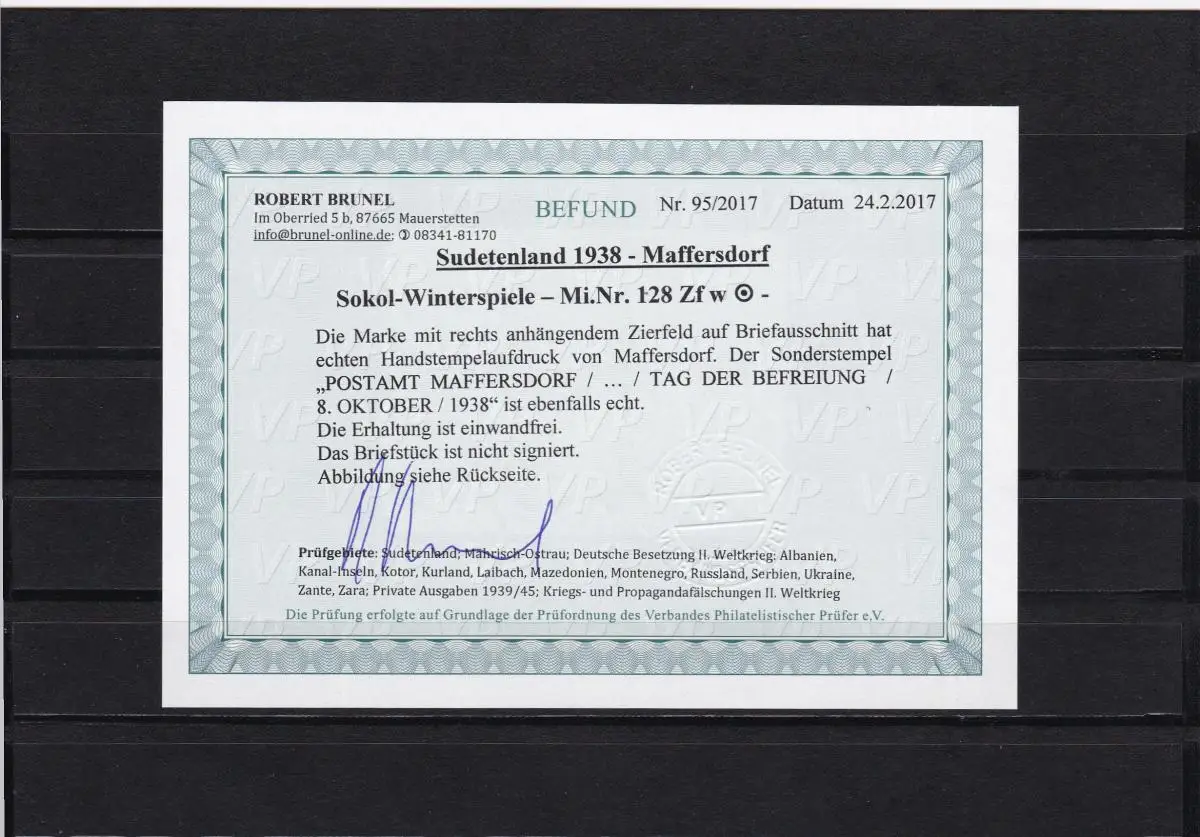 ROBERT BRUNEL
Im Oberried 5 b, 87665 Mauerstetten
info@brunel-online.de; ✆ 08341-81170
BEFUND Nr. 95/2017 Datum 24.2.2017
Sudetenland 1938 - Maffersdorf
Sokol-Winterspiele – Mi.Nr. 128 Zf w ⊙ -
Die Marke mit rechts anhängendem Zierfeld auf Briefausschnitt hat
echten Handstempelaufdruck von Maffersdorf. Der Sonderstempel
„POSTAMT MAFFERSDORF / … / TAG DER BEFREIUNG /
8. OKTOBER / 1938“ ist ebenfalls echt.
Die Erhaltung ist einwandfrei.
Das Briefstück ist nicht signiert.
Abbildung siehe Rückseite.
VP
Prüfgebiete: Sudetenland; Mährisch-Ostrau; Deutsche Besetzung II. Weltkrieg: Albanien,
Kanal-Inseln, Kotor, Kurland, Laibach, Mazedonien, Montenegro, Russland, Serbien, Ukraine,
Zante, Zara; Private Ausgaben 1939/45; Kriegs- und Propagandafälschungen II. Weltkrieg
Die Prüfung erfolgte auf Grundlage der Prüfordnung des Verbandes Philatelistischer Prüfer e.V.